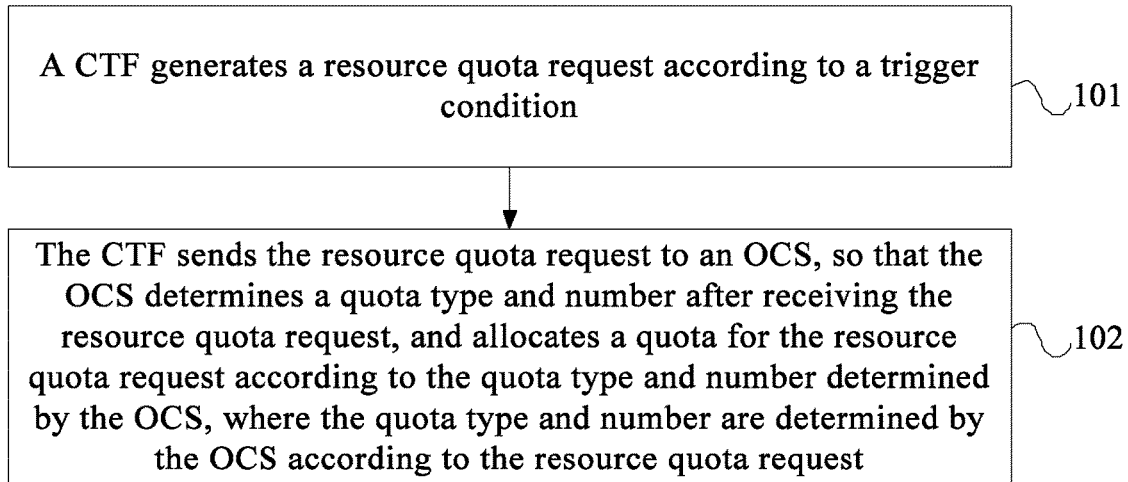 A CTF generates a resource quota request according to a trigger
condition
101
The CTF sends the resource quota request to an OCS, so that the
OCS determines a quota type and number after receiving the
resource quota request, and allocates a quota for the resource
quota request according to the quota type and number determined
by the OCS, where the quota type and number are determined by
the OCS according to the resource quota request
102